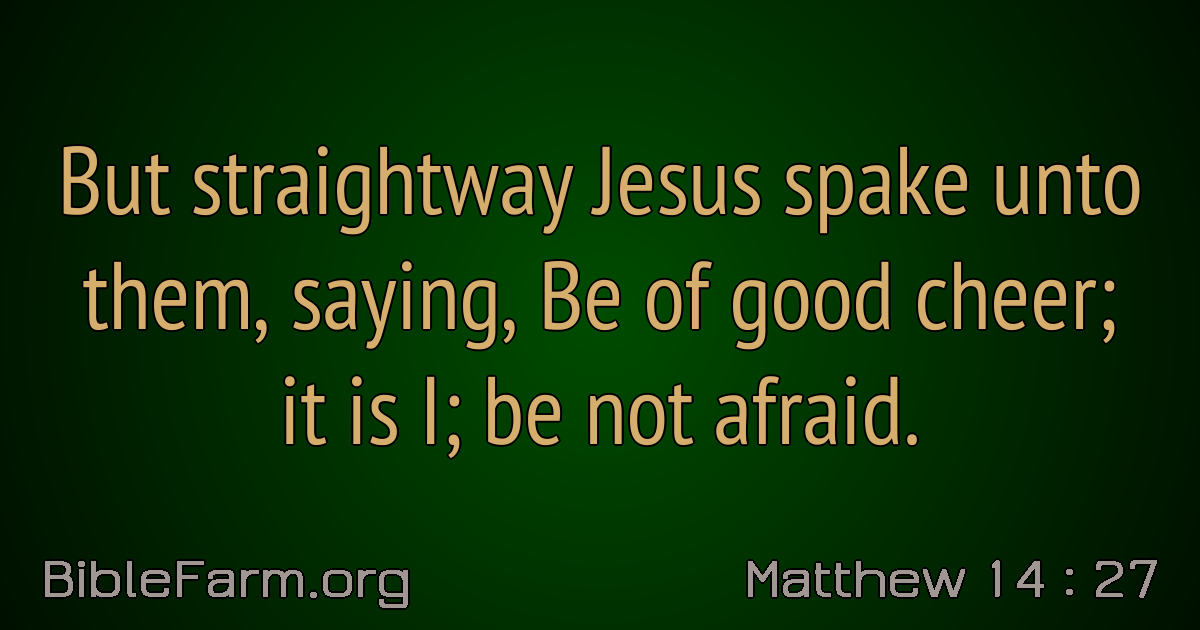 But straightway Jesus spake unto
them, saying, Be of good cheer;
it is I; be not afraid.
BibleFarm.org
Matthew 14 : 27